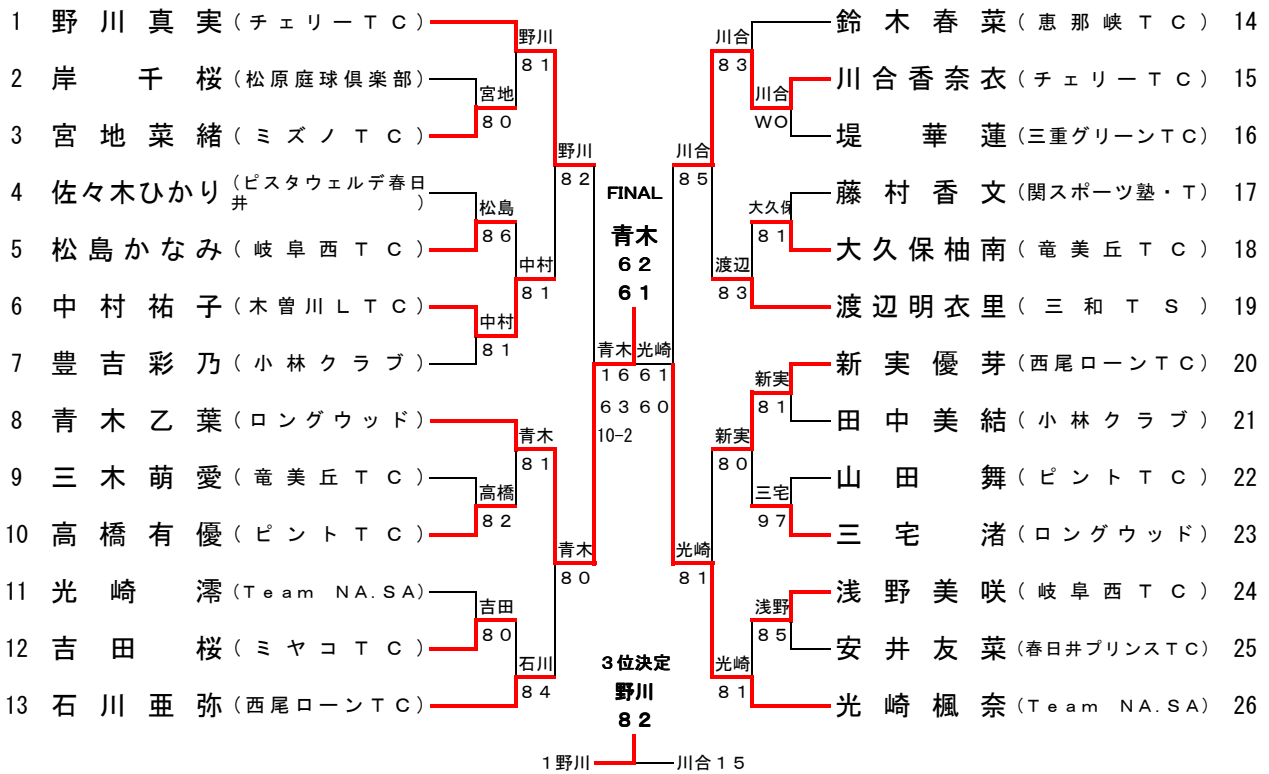 1 野川真実 (チェリーTC)
2 岸千桜 (松原庭球倶楽部)
3 宮地菜緒 (ミズノTC)
4 佐々木ひかり (ピスタウェルデ春日井)
5 松島かなみ (岐阜西TC)
6 中村祐子 (木曽川LTC)
7 豊吉彩乃 (小林クラブ)
8 青木乙葉 (ロングウッド)
9 三木萌愛 (竜美丘TC)
10 高橋有優 (ピントTC)
11 光崎澪 (Team NA.SA)
12 吉田桜 (ミヤコTC)
13 石川亜弥 (西尾ローンTC)
野川
81
宮地
80
松島
86
中村
81
中村
81
野川
82
青木
81
高橋
82
吉田
80
石川
84
青木
80
青木
16
63
10-2
FINAL
青木
62
61
光崎
61
60
3位決定
野川
82
1野川
川合15
川合
83
川合
WO
川合
85
大久保
81
渡辺
83
新実
81
新実
80
三宅
97
光崎
81
浅野
85
光崎
81
鈴木春菜 (恵那峡TC) 14
川合香奈衣 (チェリーTC) 15
堤華蓮 (三重グリーンTC) 16
藤村香文 (関スポーツ塾・T) 17
大久保柚南 (竜美丘TC) 18
渡辺明衣里 (三和TS) 19
新実優芽 (西尾ローンTC) 20
田中美結 (小林クラブ) 21
山田舞 (ピントTC) 22
三宅渚 (ロングウッド) 23
浅野美咲 (岐阜西TC) 24
安井友菜 (春日井プリンスTC) 25
光崎楓奈 (Team NA.SA) 26